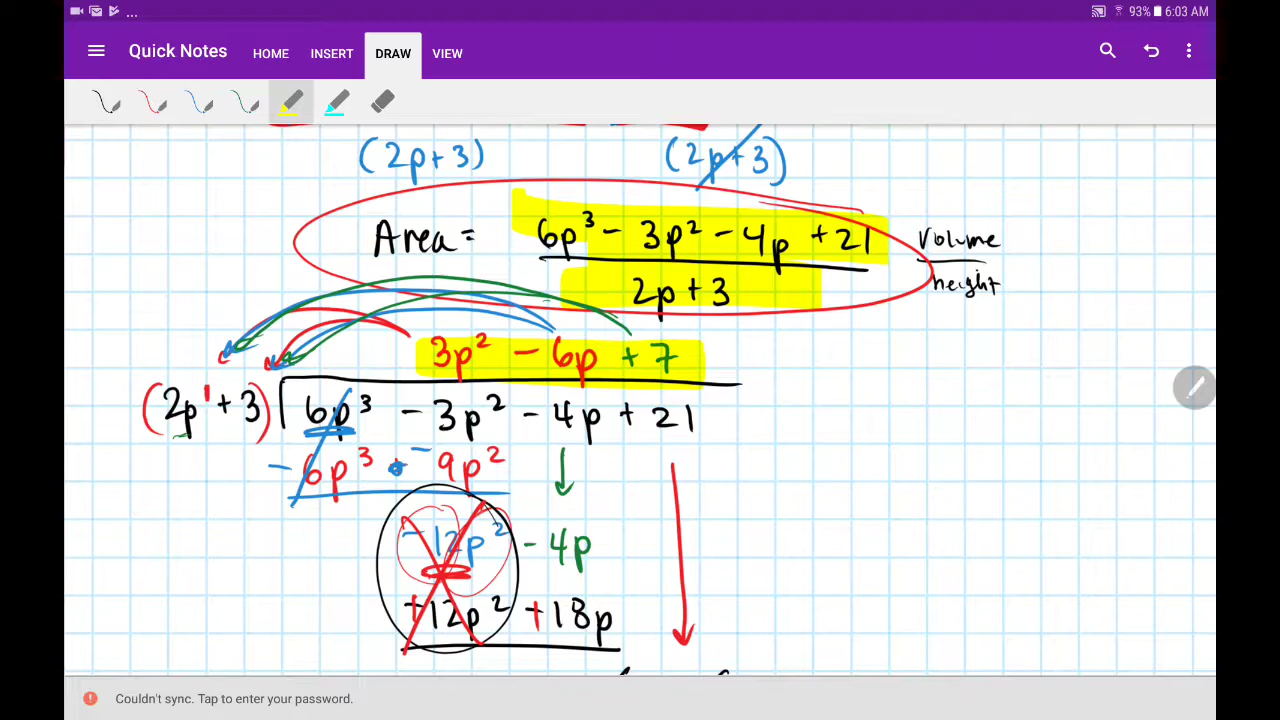 ... 93% 6:03 AM
Quick Notes HOME INSERT DRAW VIEW
(2p+3) (2p+3)
Area = 6p³ - 3p² - 4p + 21 Volume
2p + 3 height
3p² - 6p + 7
(2p¹ + 3) 6p³ - 3p² - 4p + 21
- 6p³ - 9p²
- 12p² - 4p
+ 12p² + 18p
Couldn't sync. Tap to enter your password.